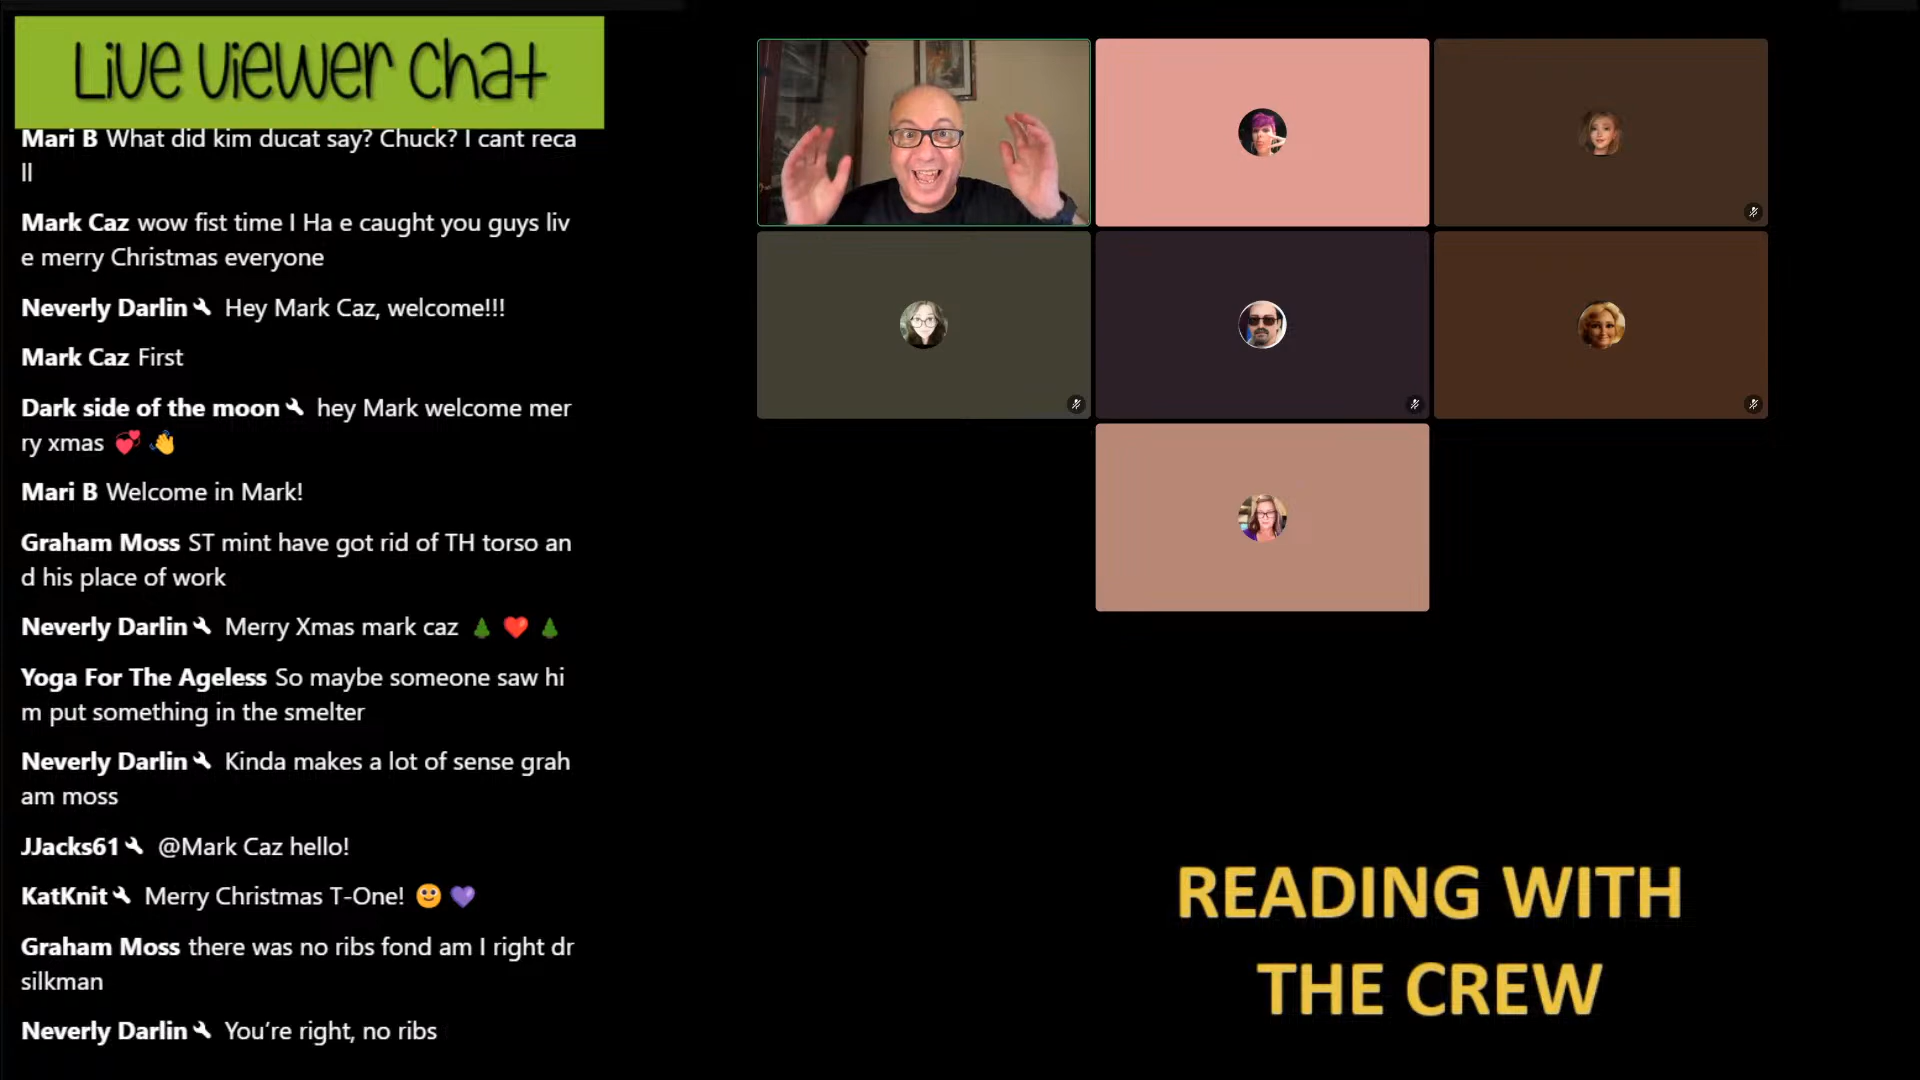 Live Viewer Chat
Mari B What did kim ducat say? Chuck? I cant reca
ll
Mark Caz wow fist time I Ha e caught you guys liv
e merry Christmas everyone
Neverly Darlin Hey Mark Caz, welcome!!!
Mark Caz First
Dark side of the moon hey Mark welcome mer
ry xmas 💞 👋
Mari B Welcome in Mark!
Graham Moss ST mint have got rid of TH torso an
d his place of work
Neverly Darlin Merry Xmas mark caz 🌲 ❤️ 🌲
Yoga For The Ageless So maybe someone saw hi
m put something in the smelter
Neverly Darlin Kinda makes a lot of sense grah
am moss
JJacks61 @Mark Caz hello!
KatKnit Merry Christmas T-One! 🙂 💜
Graham Moss there was no ribs fond am I right dr
silkman
Neverly Darlin You’re right, no ribs
READING WITH
THE CREW